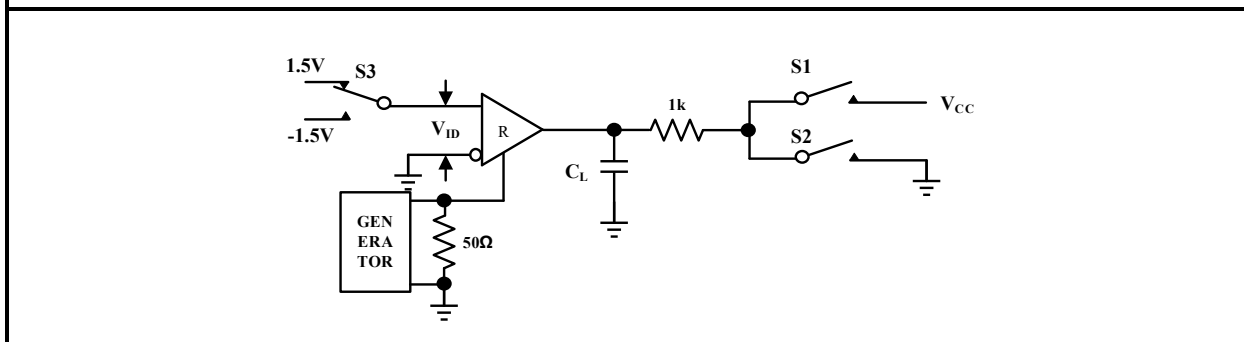 1.5V
S3
-1.5V
V_ID
R
GEN
ERA
TOR
50Ω
C_L
1k
S1
V_CC
S2